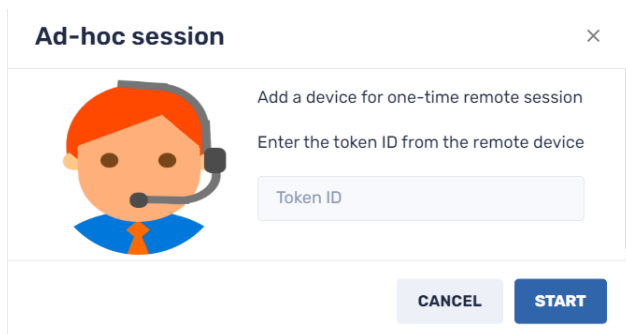 Ad-hoc session
Add a device for one-time remote session
Enter the token ID from the remote device
Token ID
CANCEL
START